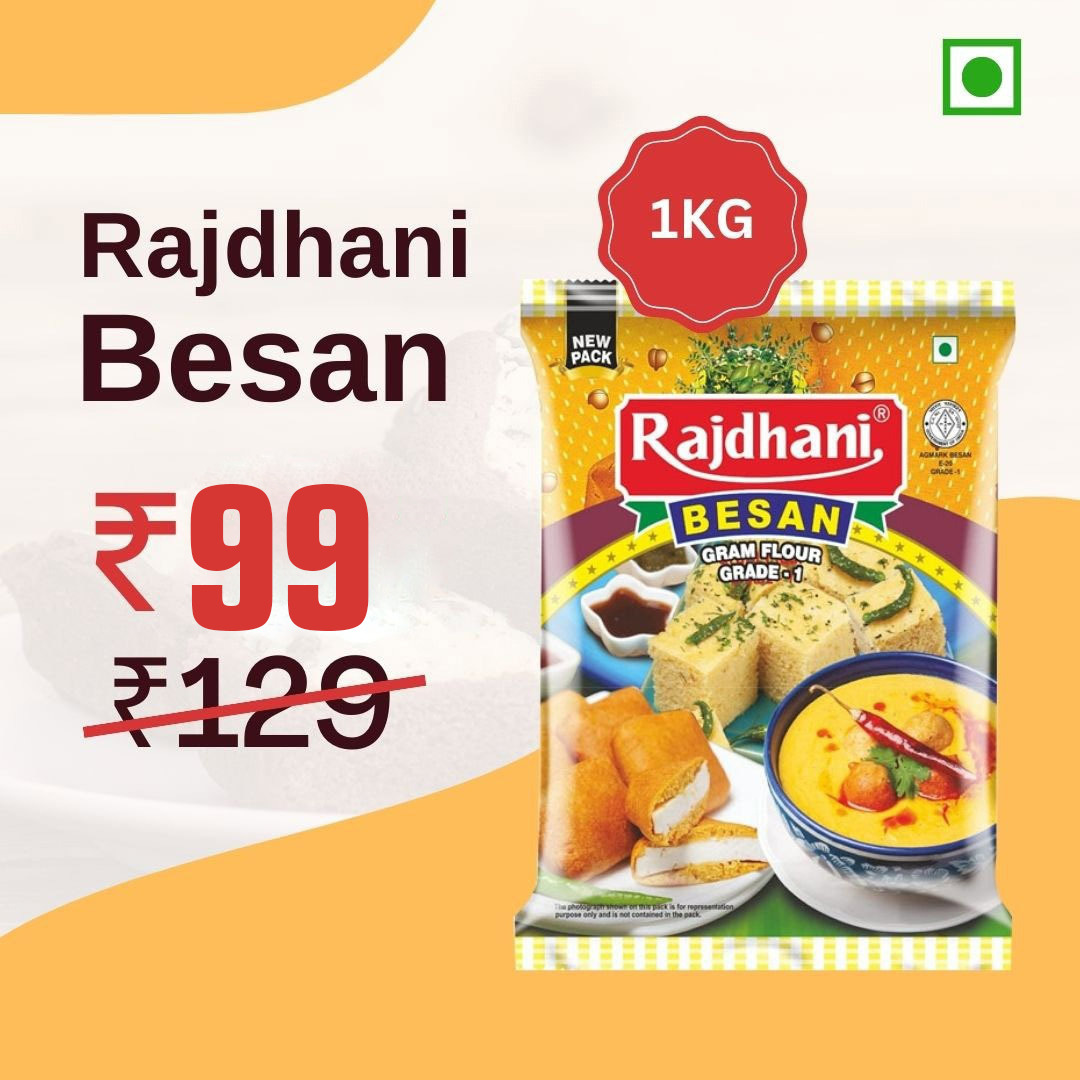 Rajdhani
Besan
₹99
₹129
1KG
NEW
PACK
Rajdhani®
BESAN
GRAM FLOUR
GRADE - 1
AGMARK BESAN
E-26
GRADE-1
The photograph shown on this pack is for representation
purpose only and is not contained in the pack.